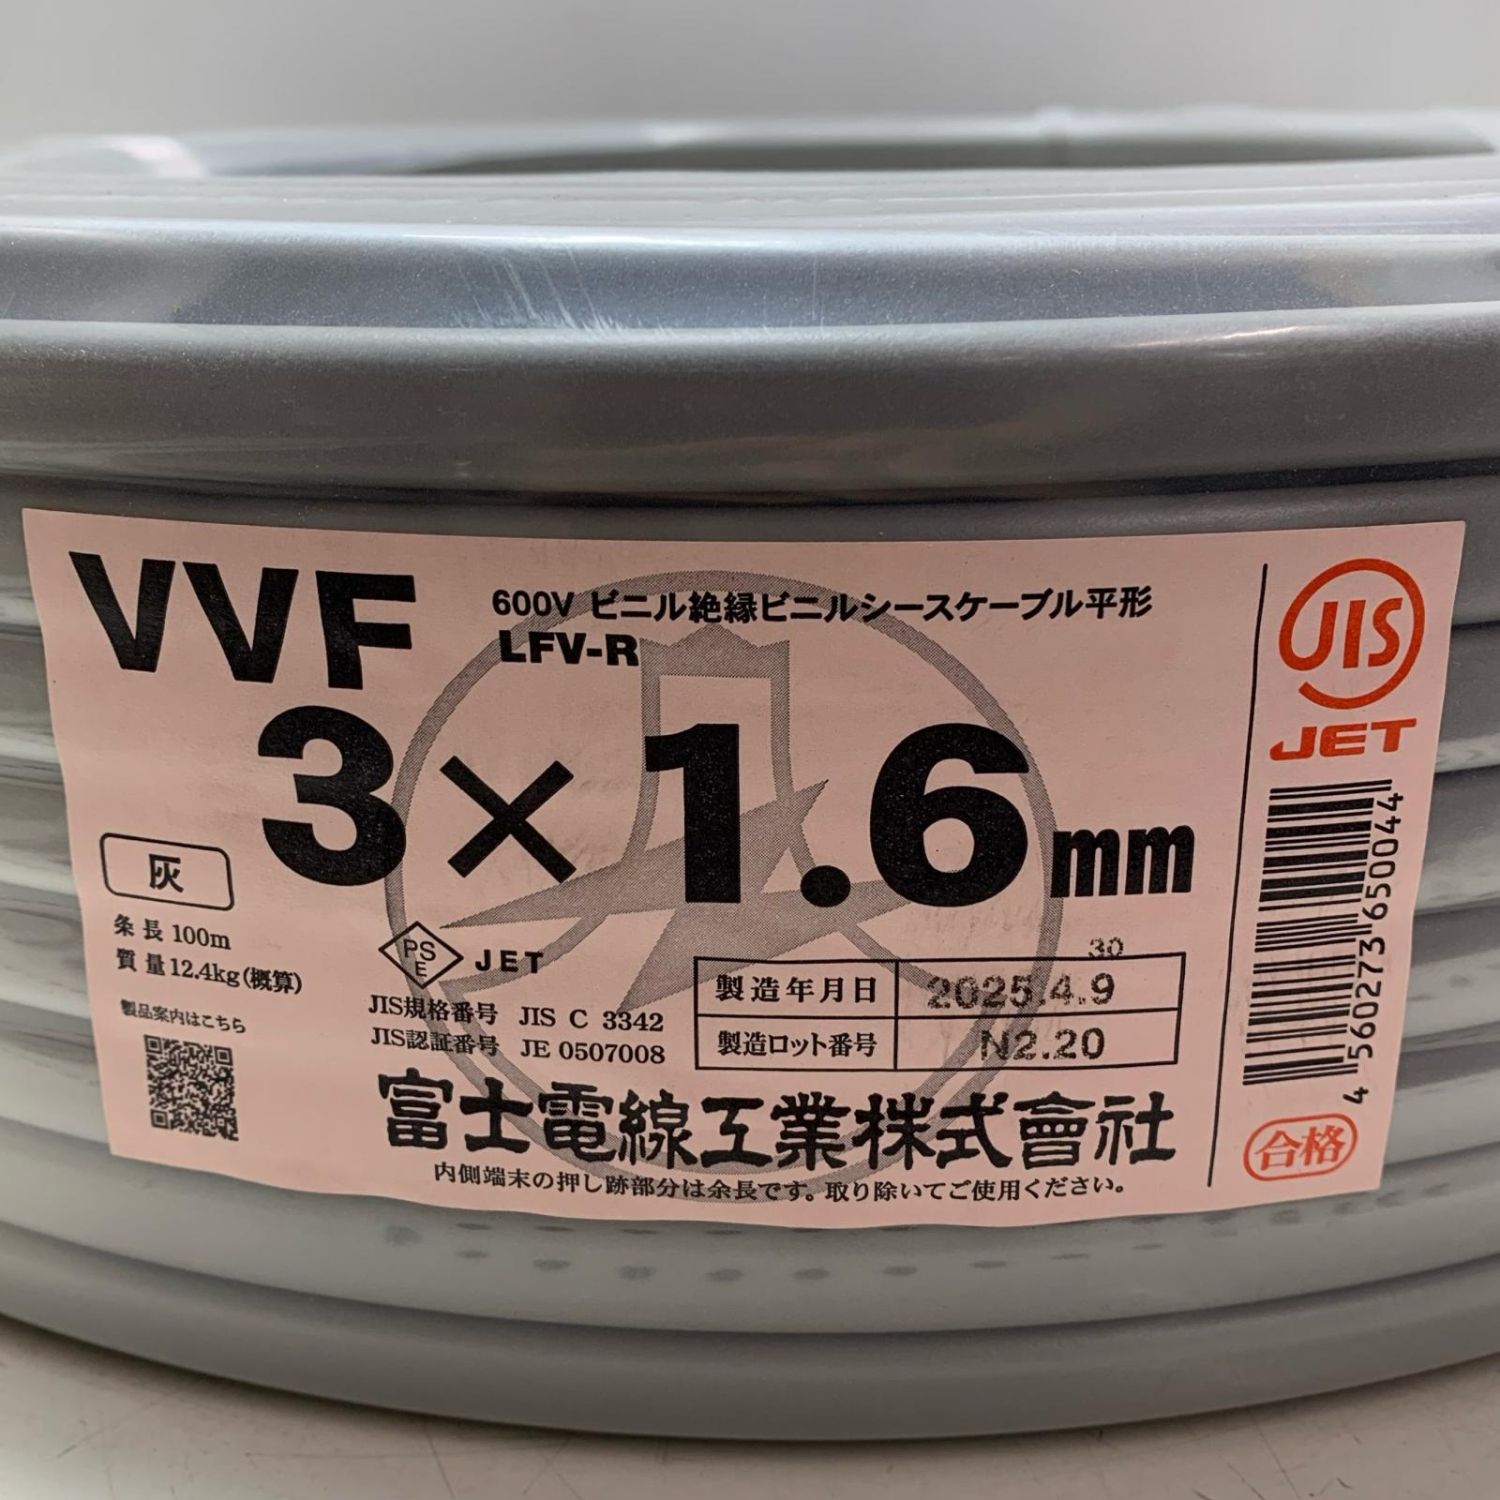 VVF
600V ビニル絶縁ビニルシースケーブル平形
LFV-R
3×1.6mm
灰
条長 100m
質量 12.4kg(概算)
製品案内はこちら
PS
E
JET
JIS規格番号 JIS C 3342
JIS認証番号 JE 0507008
30
製造年月日 2025.4.9
製造ロット番号 N2.20
富士電線工業株式會社
内側端末の押し跡部分は余長です。取り除いてご使用ください。
JIS
JET
4560273650044
合格